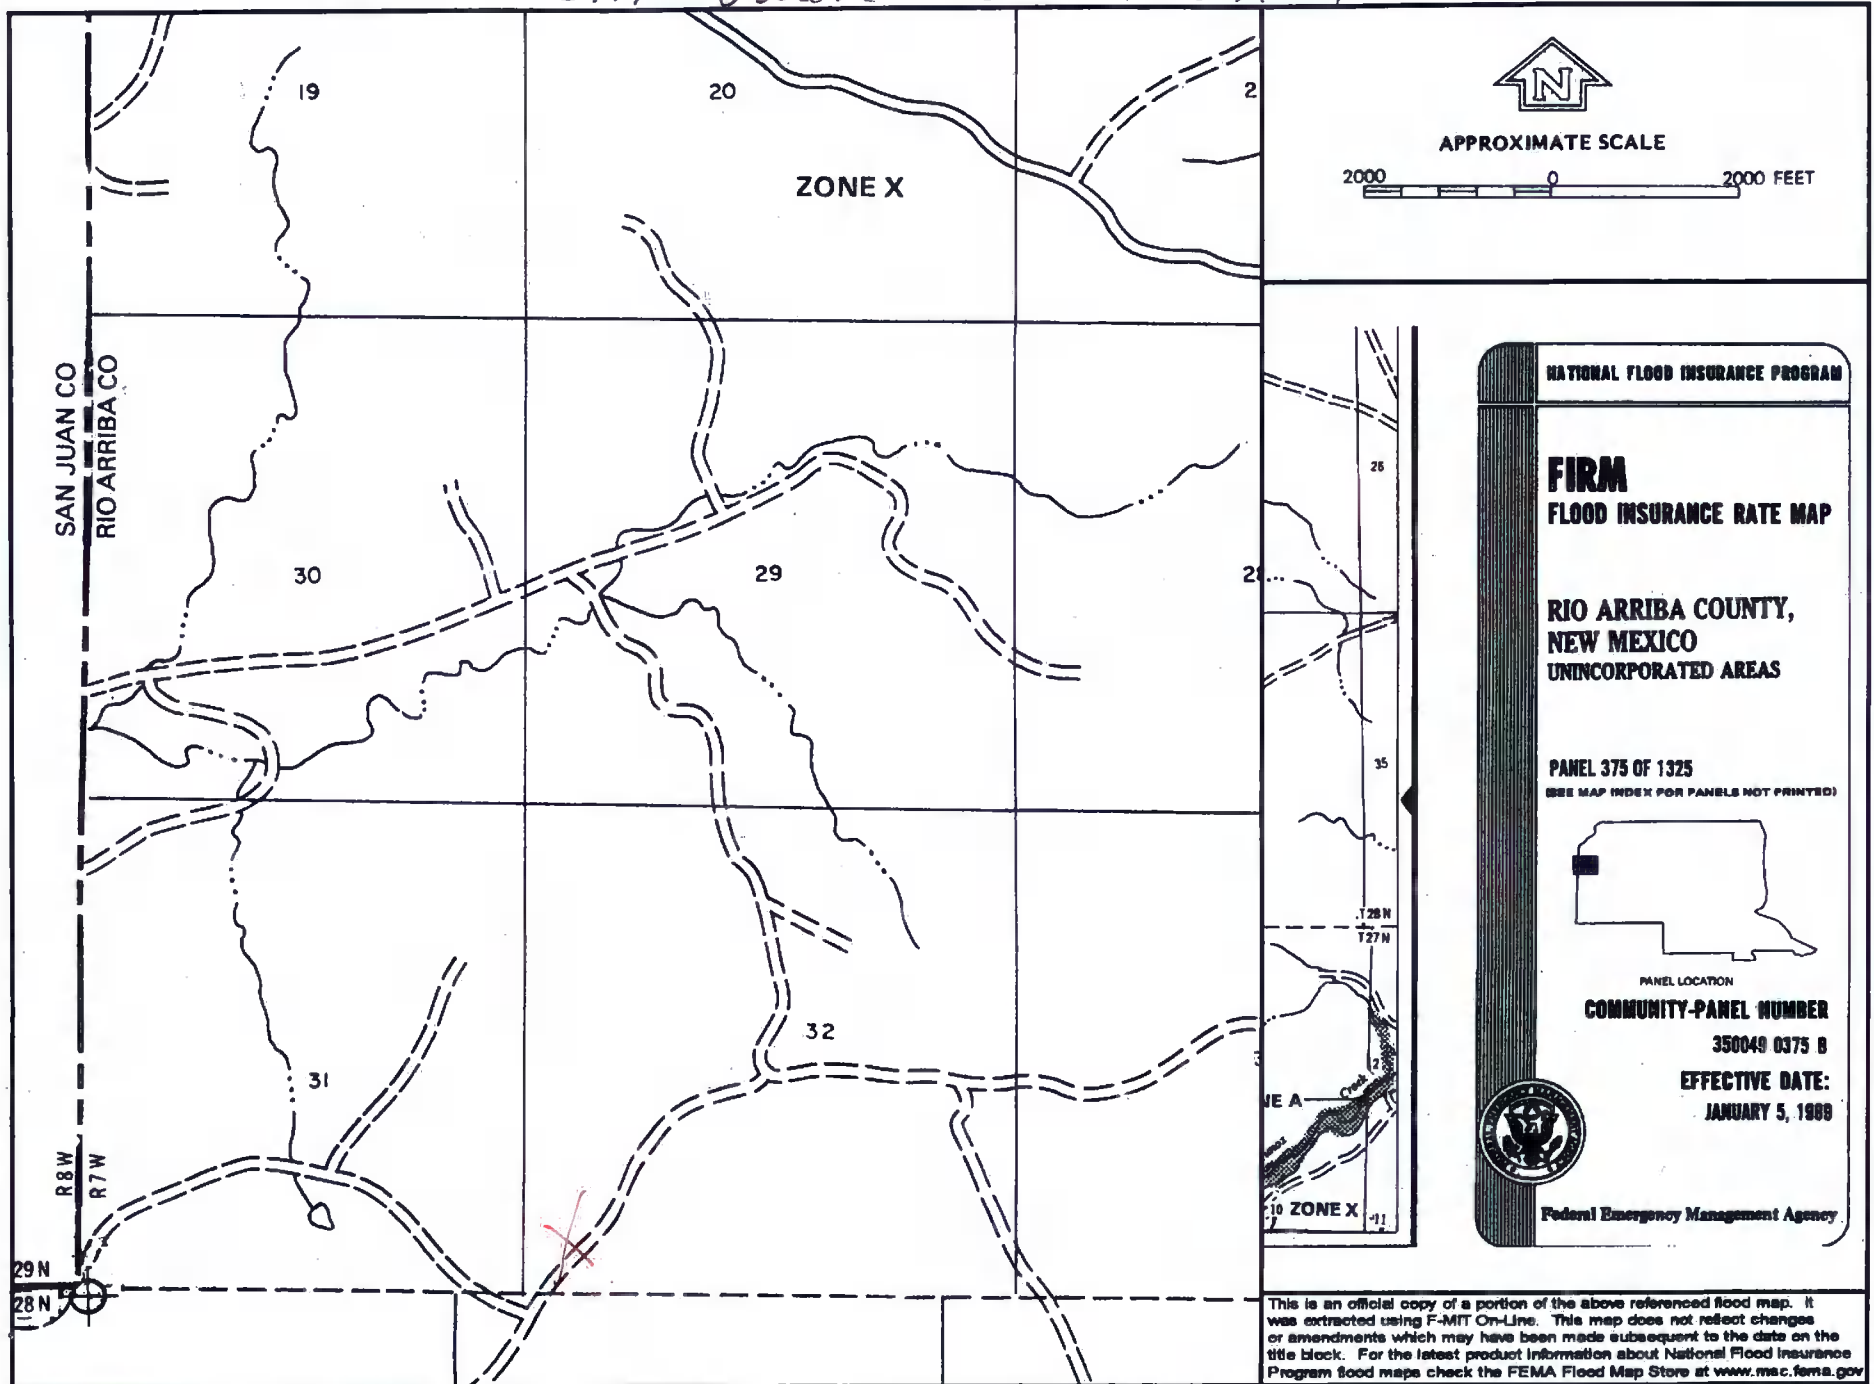 19
20
2
ZONE X
SAN JUAN CO
RIO ARRIBA CO
30
29
28
31
32
R8W
R7W
29 N
28 N
N
APPROXIMATE SCALE
2000 0 2000 FEET
26
35
T28N
T27N
2
Creek
NE A
10 ZONE X 11
NATIONAL FLOOD INSURANCE PROGRAM
FIRM
FLOOD INSURANCE RATE MAP
RIO ARRIBA COUNTY,
NEW MEXICO
UNINCORPORATED AREAS
PANEL 375 OF 1325
(SEE MAP INDEX FOR PANELS NOT PRINTED)
PANEL LOCATION
COMMUNITY-PANEL NUMBER
350049 0375 B
EFFECTIVE DATE:
JANUARY 5, 1989
Federal Emergency Management Agency
This is an official copy of a portion of the above referenced flood map. It
was extracted using F-MIT On-Line. This map does not reflect changes
or amendments which may have been made subsequent to the date on the
title block. For the latest product information about National Flood Insurance
Program flood maps check the FEMA Flood Map Store at www.msc.fema.gov